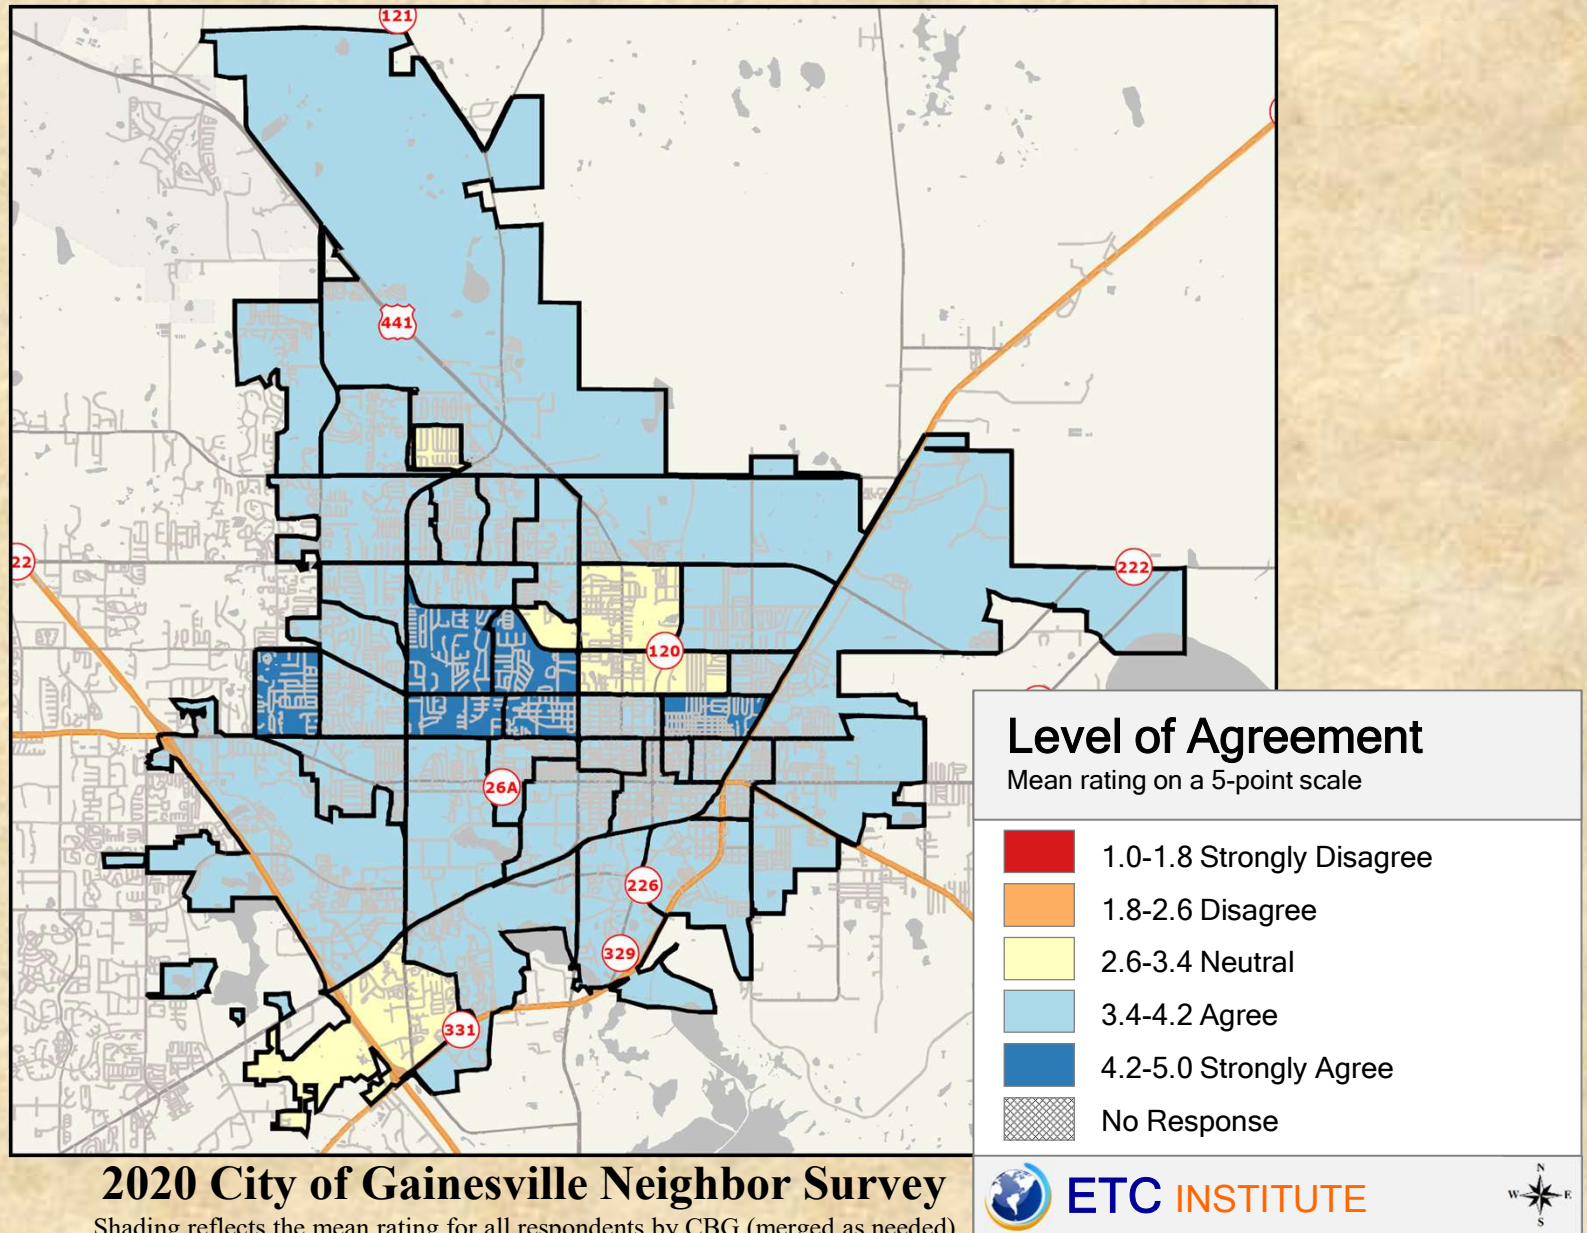 121
441
22
222
120
26A
226
329
331
Level of Agreement
Mean rating on a 5-point scale
1.0-1.8 Strongly Disagree
1.8-2.6 Disagree
2.6-3.4 Neutral
3.4-4.2 Agree
4.2-5.0 Strongly Agree
No Response
2020 City of Gainesville Neighbor Survey
Shading reflects the mean rating for all respondents by CBG (merged as needed)
ETC INSTITUTE
N
W E
S